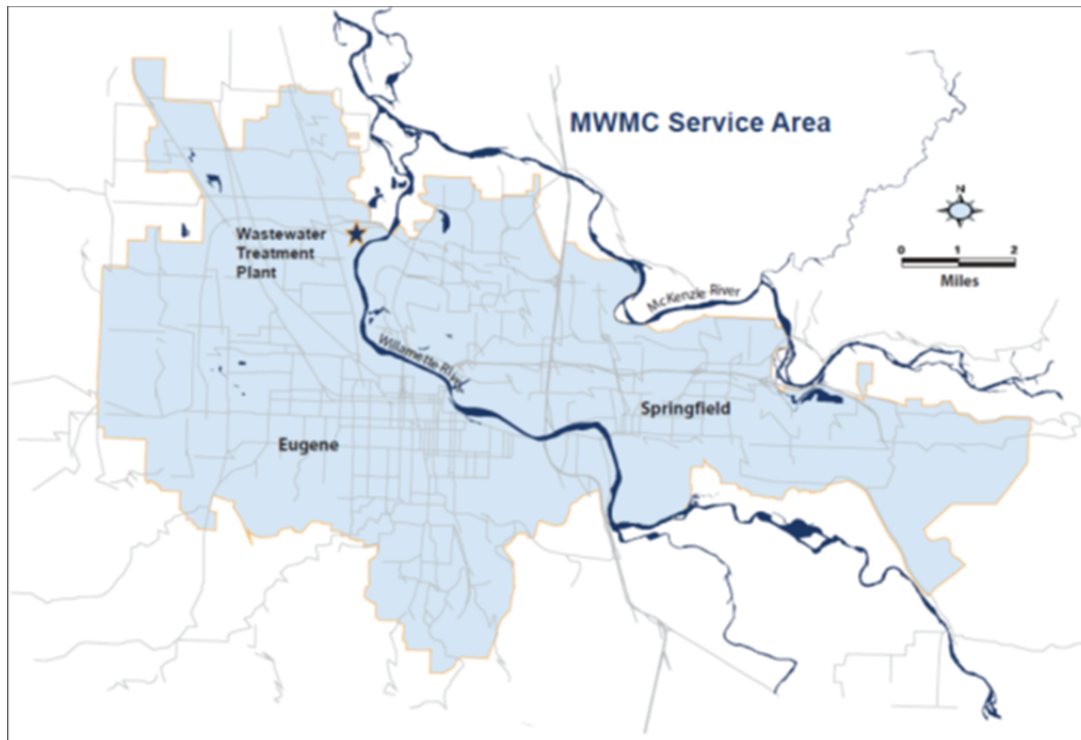 MWMC Service Area
N
0 1 2
Miles
Wastewater
Treatment
Plant
McKenzie River
Willamette River
Springfield
Eugene